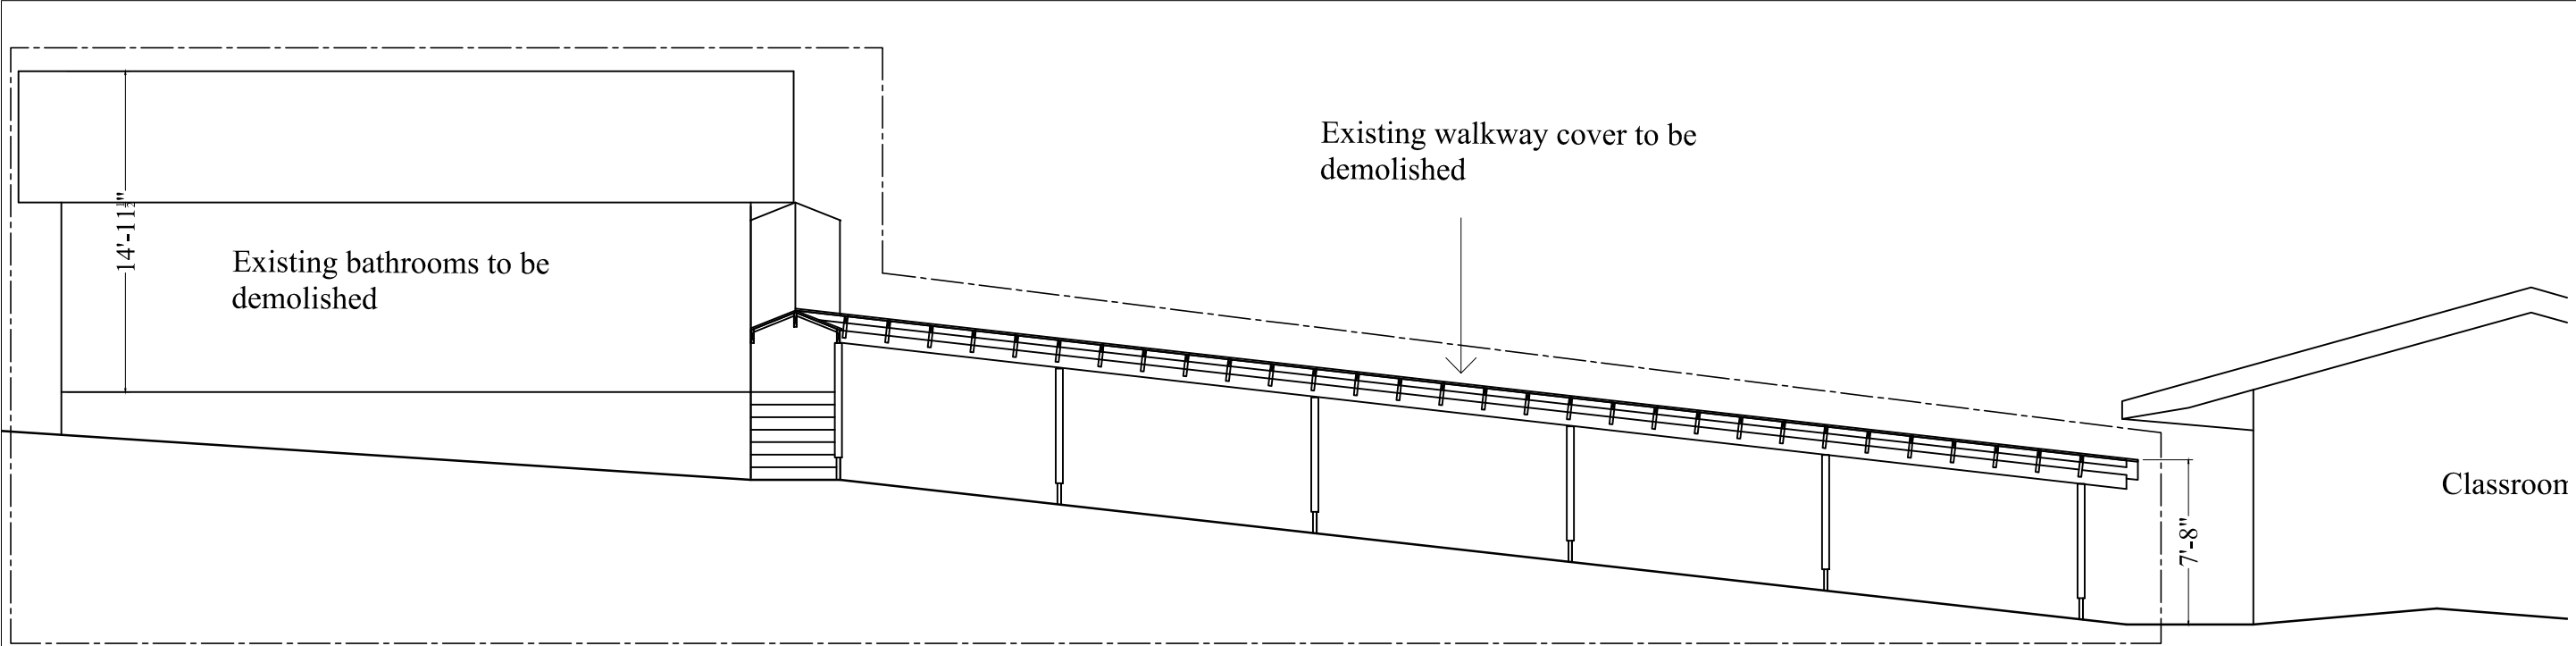 Existing walkway cover to be
demolished
14'-11½"
Existing bathrooms to be
demolished
Classroom
7'-8"